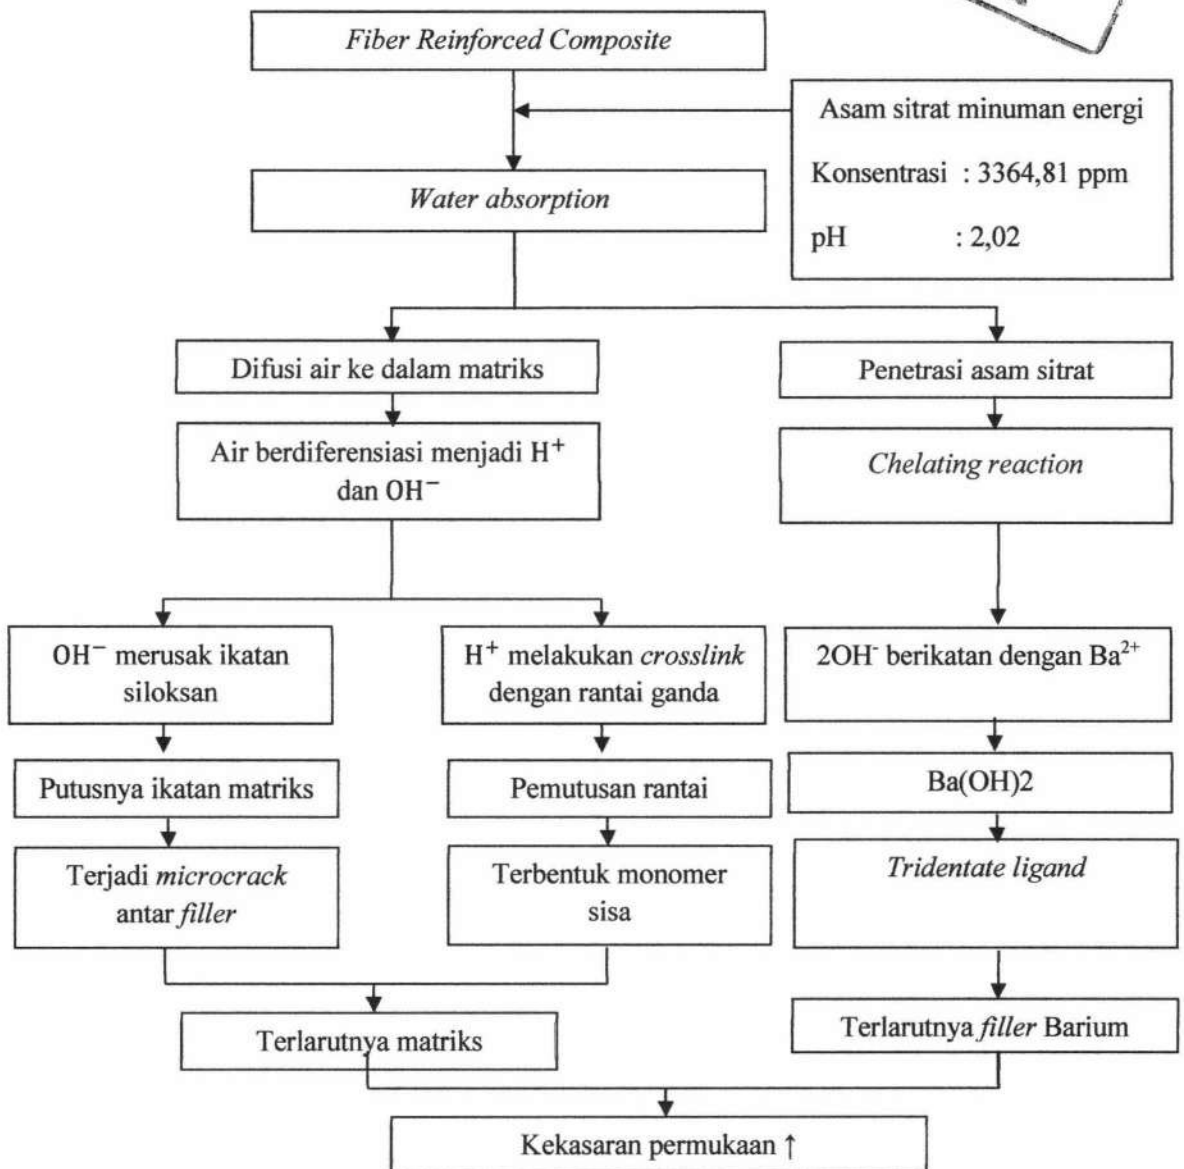 Fiber Reinforced Composite
Asam sitrat minuman energi
Konsentrasi : 3364,81 ppm
pH : 2,02
Water absorption
Difusi air ke dalam matriks
Penetrasi asam sitrat
Air berdiferensiasi menjadi H⁺
dan OH⁻
Chelating reaction
OH⁻ merusak ikatan
siloksan
H⁺ melakukan crosslink
dengan rantai ganda
2OH⁻ berikatan dengan Ba²⁺
Putusnya ikatan matriks
Pemutusan rantai
Ba(OH)2
Terjadi microcrack
antar filler
Terbentuk monomer
sisa
Tridentate ligand
Terlarutnya matriks
Terlarutnya filler Barium
Kekasaran permukaan ↑